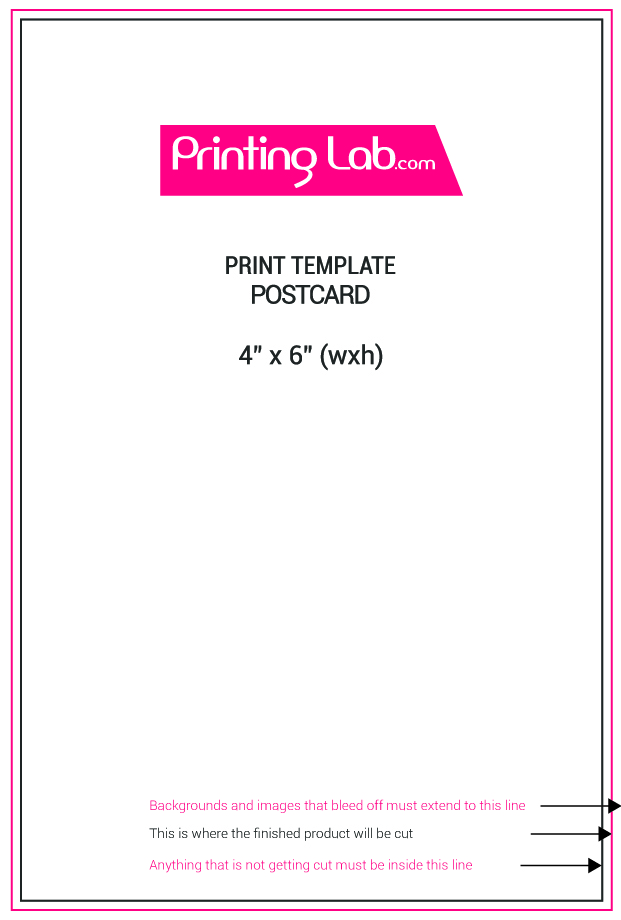 Printing Lab.com
PRINT TEMPLATE
POSTCARD
4" x 6" (wxh)
Backgrounds and images that bleed off must extend to this line
This is where the finished product will be cut
Anything that is not getting cut must be inside this line